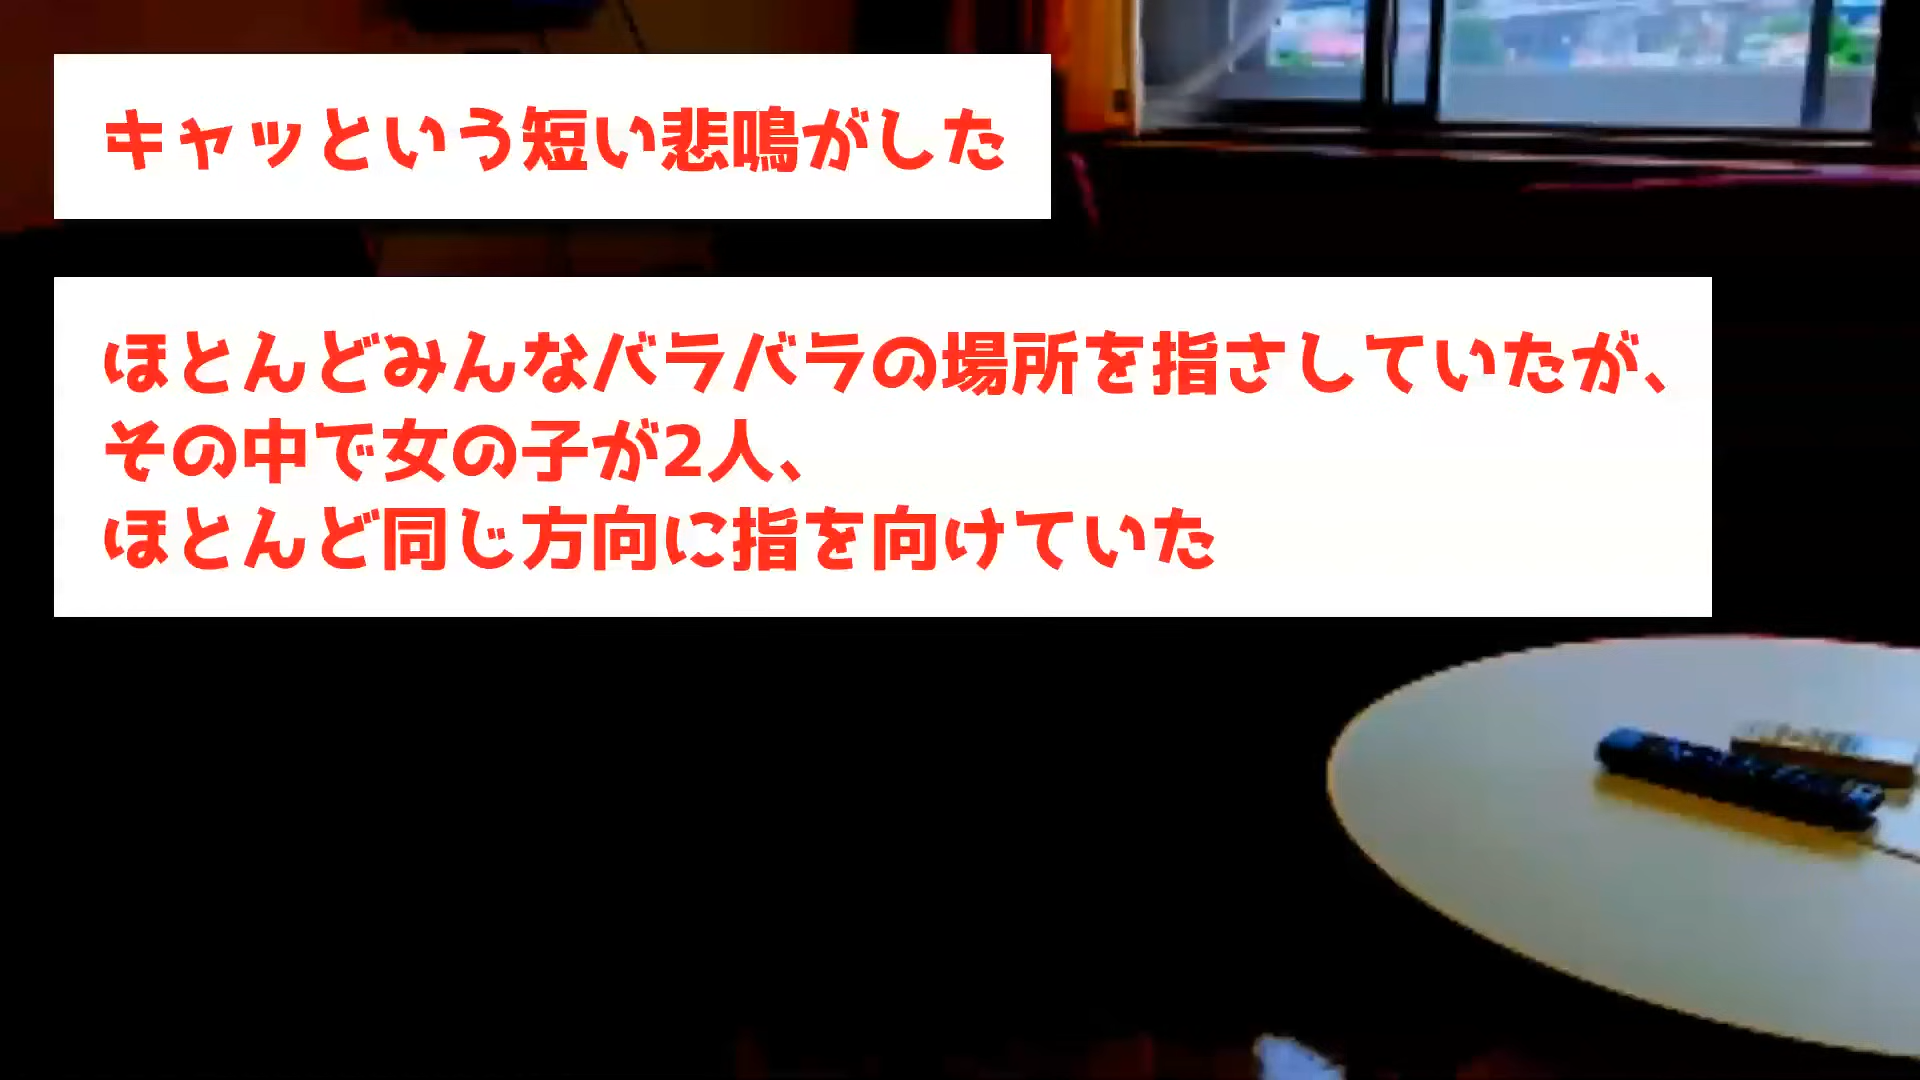 キャッという短い悲鳴がした
ほとんどみんなバラバラの場所を指さしていたが、
その中で女の子が2人、
ほとんど同じ方向に指を向けていた